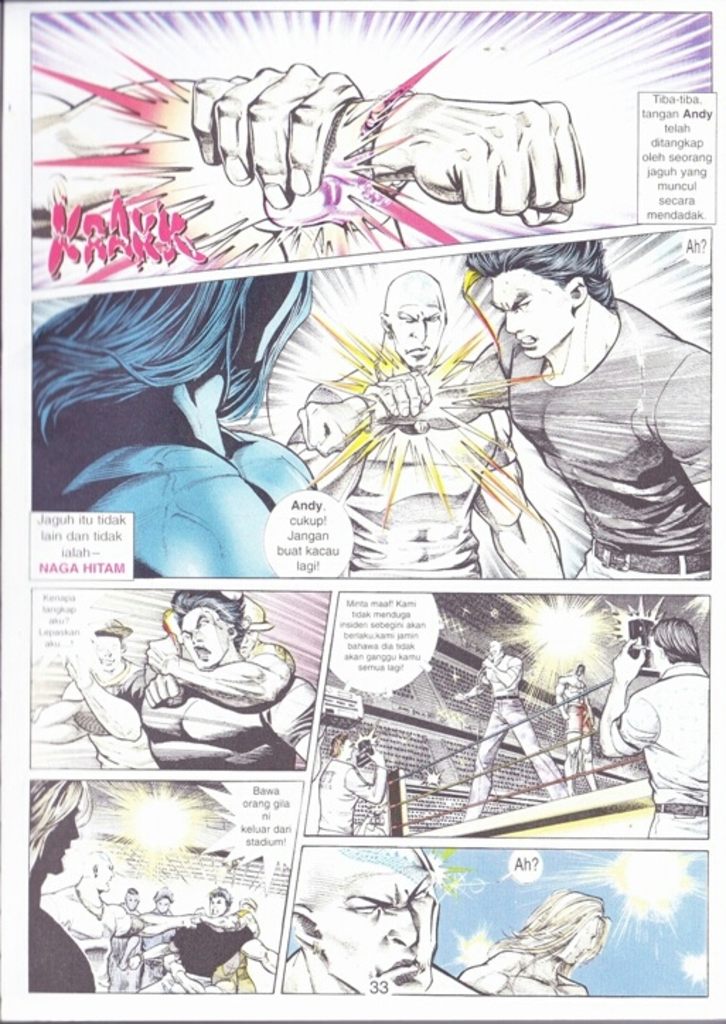 Tiba-tiba,
tangan Andy
telah
ditangkap
oleh seorang
jaguh yang
muncul
secara
mendadak.
KRAKK
Ah?
Jaguh itu tidak
lain dan tidak
ialah–
NAGA HITAM
Andy,
cukup!
Jangan
buat kacau
lagi!
Kenapa
tangkap
aku?
Lepaskan
aku...!
Minta maaf! Kami
tidak menduga
insiden sebegini akan
berlaku,kami jamin
bahawa dia tidak
akan ganggu kamu
semua lagi!
Bawa
orang gila
ni
keluar dari
stadium!
Ah?
33